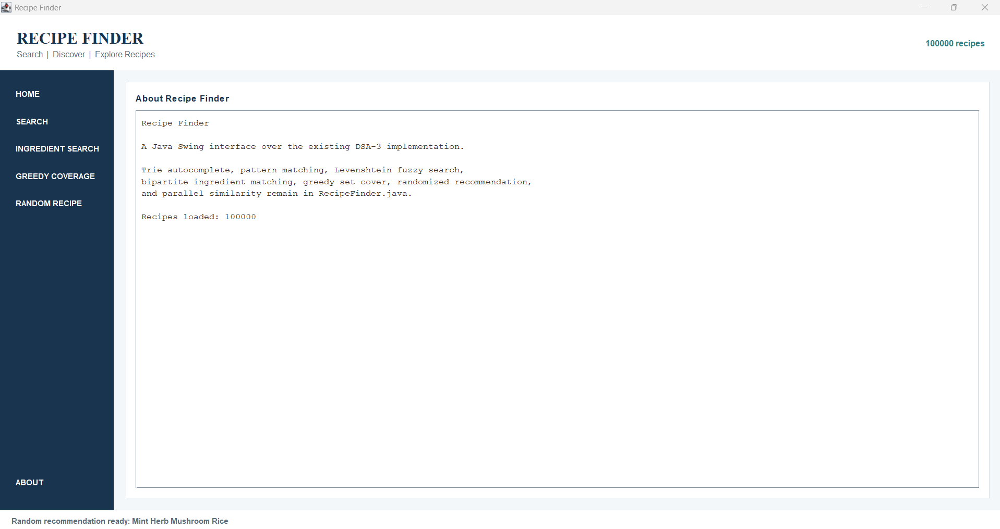 Recipe Finder
RECIPE FINDER
Search | Discover | Explore Recipes
100000 recipes
HOME
SEARCH
INGREDIENT SEARCH
GREEDY COVERAGE
RANDOM RECIPE
ABOUT
About Recipe Finder
Recipe Finder
A Java Swing interface over the existing DSA-3 implementation.
Trie autocomplete, pattern matching, Levenshtein fuzzy search,
bipartite ingredient matching, greedy set cover, randomized recommendation,
and parallel similarity remain in RecipeFinder.java.
Recipes loaded: 100000
Random recommendation ready: Mint Herb Mushroom Rice